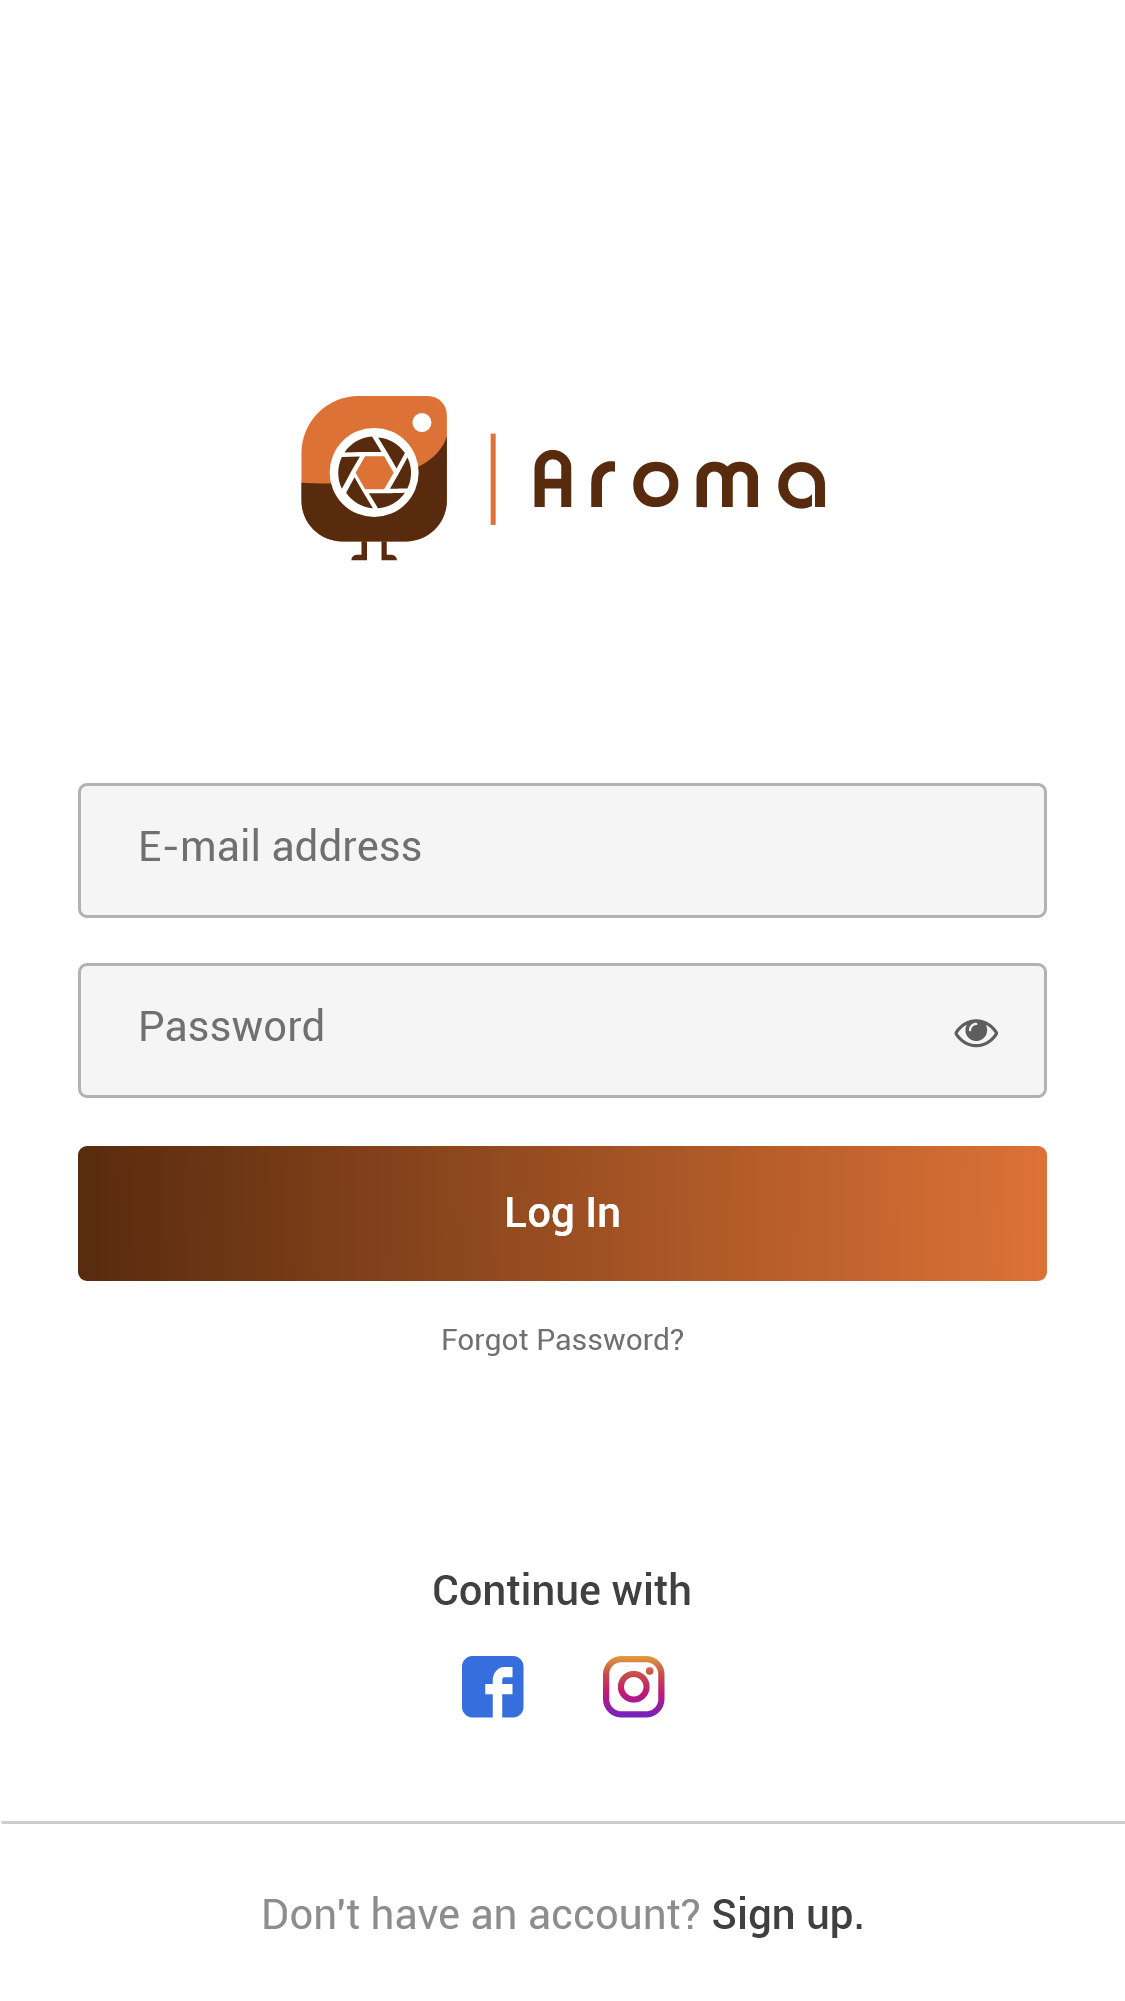 Aroma
E-mail address
Password
Log In
Forgot Password?
Continue with
Don't have an account? Sign up.